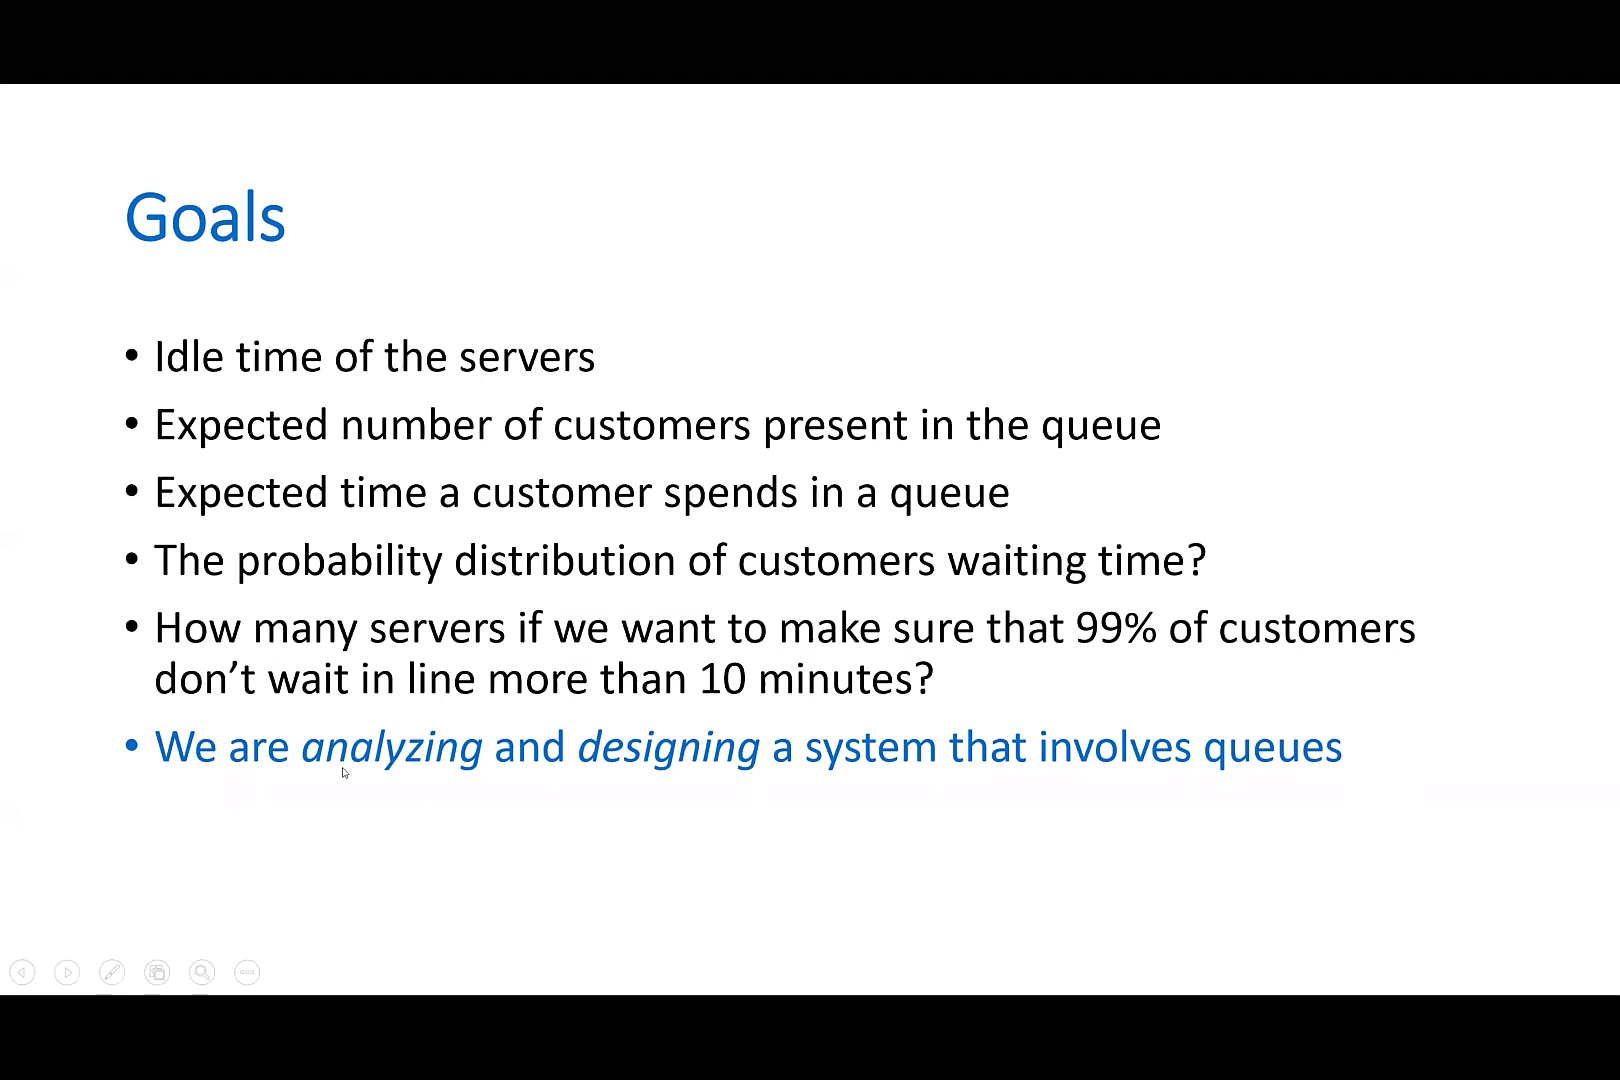 Goals
• Idle time of the servers
• Expected number of customers present in the queue
• Expected time a customer spends in a queue
• The probability distribution of customers waiting time?
• How many servers if we want to make sure that 99% of customers
don’t wait in line more than 10 minutes?
• We are analyzing and designing a system that involves queues